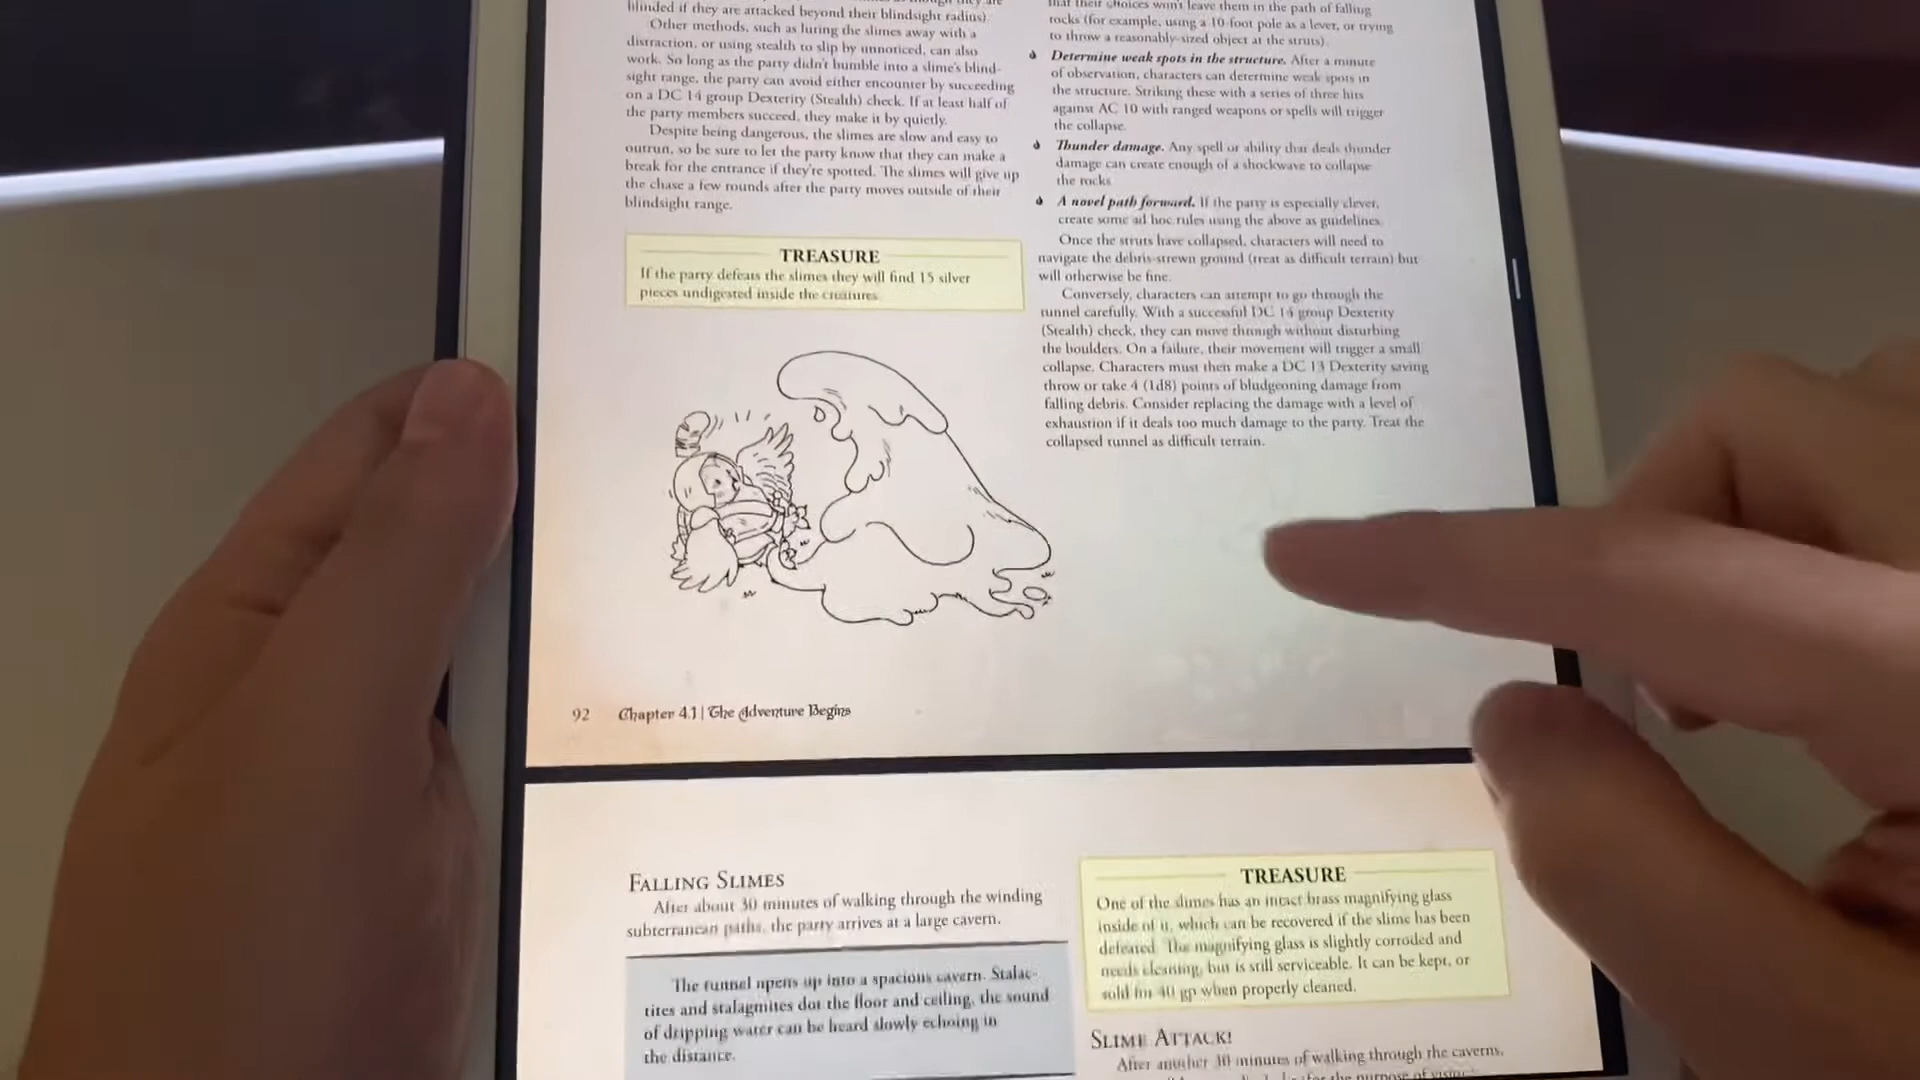 blinded if they are attacked beyond their blindsight radius)
Other methods, such as luring the slimes away with a
distraction, or using stealth to slip by unnoticed, can also
work. So long as the party didn't bumble into a slime's blind-
sight range, the party can avoid either encounter by succeeding
on a DC 14 group Dexterity (Stealth) check. If at least half of
the party members succeed, they make it by quietly.
Despite being dangerous, the slimes are slow and easy to
outrun, so be sure to let the party know that they can make a
break for the entrance if they're spotted. The slimes will give up
the chase a few rounds after the party moves outside of their
blindsight range.
TREASURE
If the party defeats the slimes they will find 15 silver
pieces undigested inside the creatures
that their choices won't leave them in the path of falling
rocks (for example, using a 10-foot pole as a lever, or trying
to throw a reasonably-sized object at the struts)
Determine weak spots in the structure. After a minute
of observation, characters can determine weak spots in
the structure. Striking these with a series of three hits
against AC 10 with ranged weapons or spells will trigger
the collapse.
Thunder damage. Any spell or ability that deals thunder
damage can create enough of a shockwave to collapse
the rocks
A novel path forward. If the party is especially clever,
create some ad hoc rules using the above as guidelines.
Once the struts have collapsed, characters will need to
navigate the debris-strewn ground (treat as difficult terrain) but
will otherwise be fine.
Conversely, characters can attempt to go through the
tunnel carefully. With a successful DC 14 group Dexterity
(Stealth) check, they can move through without disturbing
the boulders. On a failure, their movement will trigger a small
collapse. Characters must then make a DC 13 Dexterity saving
throw or take 4 (1d8) points of bludgeoning damage from
falling debris. Consider replacing the damage with a level of
exhaustion if it deals too much damage to the party. Treat the
collapsed tunnel as difficult terrain.
92 Chapter 4.1 | The Adventure Begins
FALLING SLIMES
After about 30 minutes of walking through the winding
subterranean paths, the party arrives at a large cavern.
The tunnel opens up into a spacious cavern. Stalac-
tites and stalagmites dot the floor and ceiling, the sound
of dripping water can be heard slowly echoing in
the distance.
TREASURE
One of the slimes has an intact brass magnifying glass
inside of it, which can be recovered if the slime has been
defeated. The magnifying glass is slightly corroded and
needs cleaning, but is still serviceable. It can be kept, or
sold for 40 gp when properly cleaned.
SLIME ATTACK!
After another 30 minutes of walking through the caverns,
for the purpose of